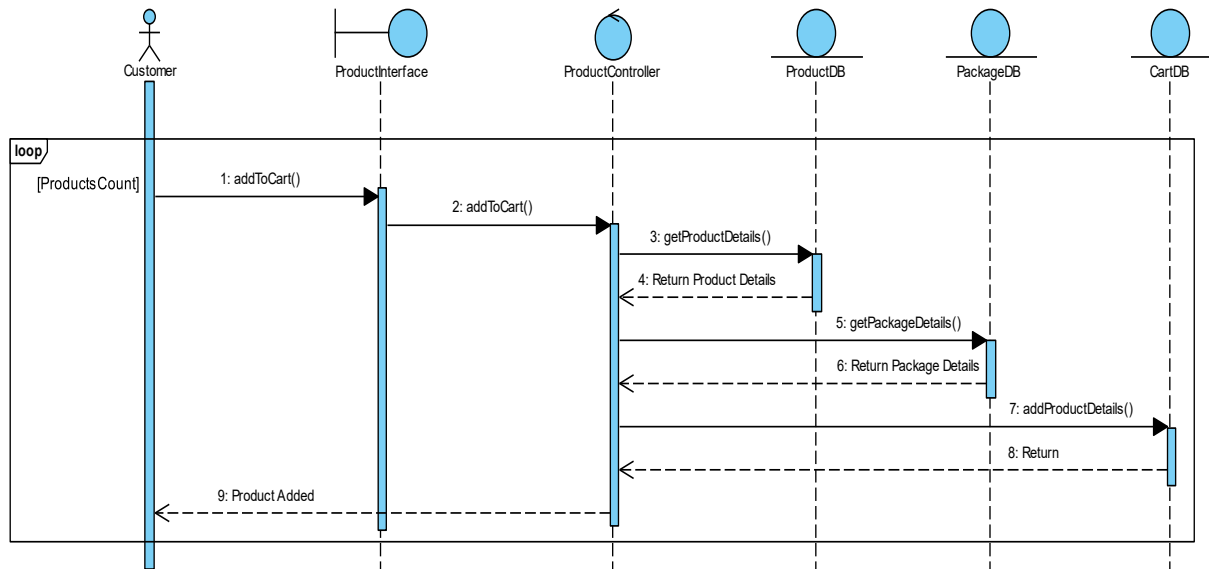 Customer
ProductInterface
ProductController
ProductDB
PackageDB
CartDB
loop
[ProductsCount]
1: addToCart()
2: addToCart()
3: getProductDetails()
4: Return Product Details
5: getPackageDetails()
6: Return Package Details
7: addProductDetails()
8: Return
9: Product Added